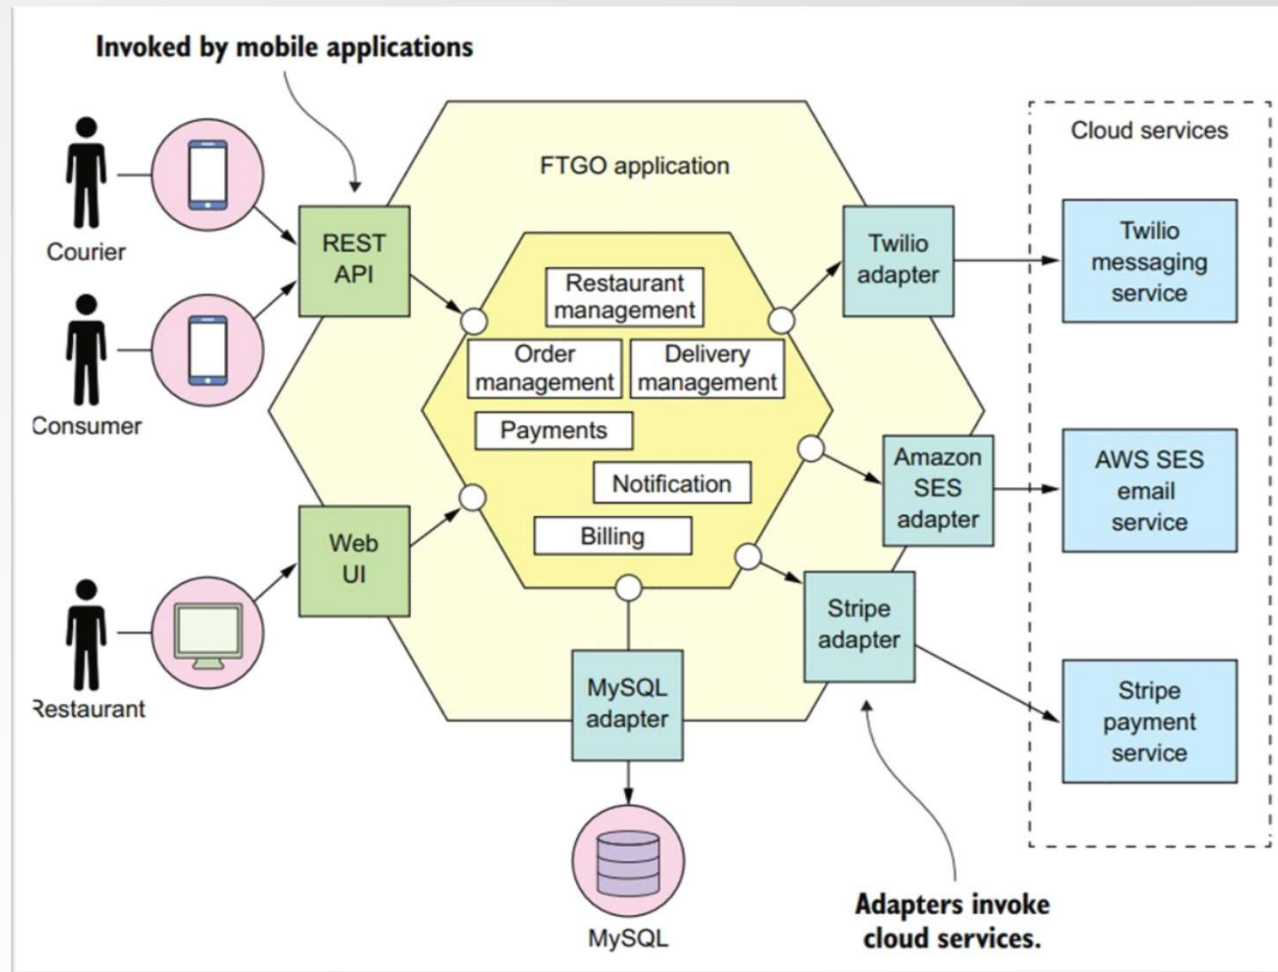 Invoked by mobile applications
Cloud services
FTGO application
Courier
REST
API
Twilio
adapter
Twilio
messaging
service
Restaurant
management
Order
management
Delivery
management
Consumer
Payments
Notification
Billing
Amazon
SES
adapter
AWS SES
email
service
Web
UI
Restaurant
Stripe
adapter
MySQL
adapter
Stripe
payment
service
MySQL
Adapters invoke
cloud services.